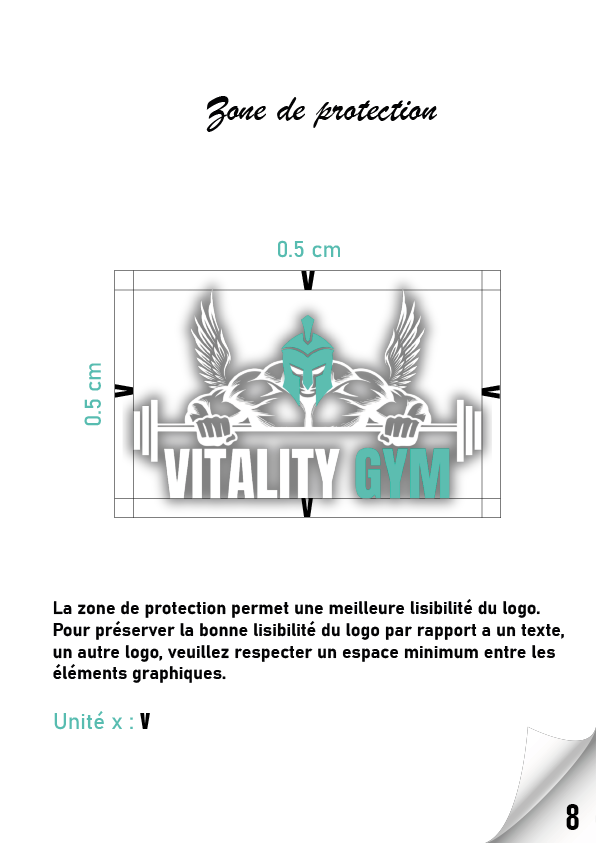 Zone de protection
0.5 cm
V
0.5 cm
V
V
VITALITY GYM
V
La zone de protection permet une meilleure lisibilité du logo.
Pour préserver la bonne lisibilité du logo par rapport a un texte,
un autre logo, veuillez respecter un espace minimum entre les
éléments graphiques.
Unité x : V
8